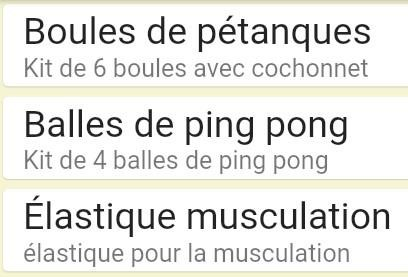 Boules de pétanques
Kit de 6 boules avec cochonnet
Balles de ping pong
Kit de 4 balles de ping pong
Élastique musculation
élastique pour la musculation